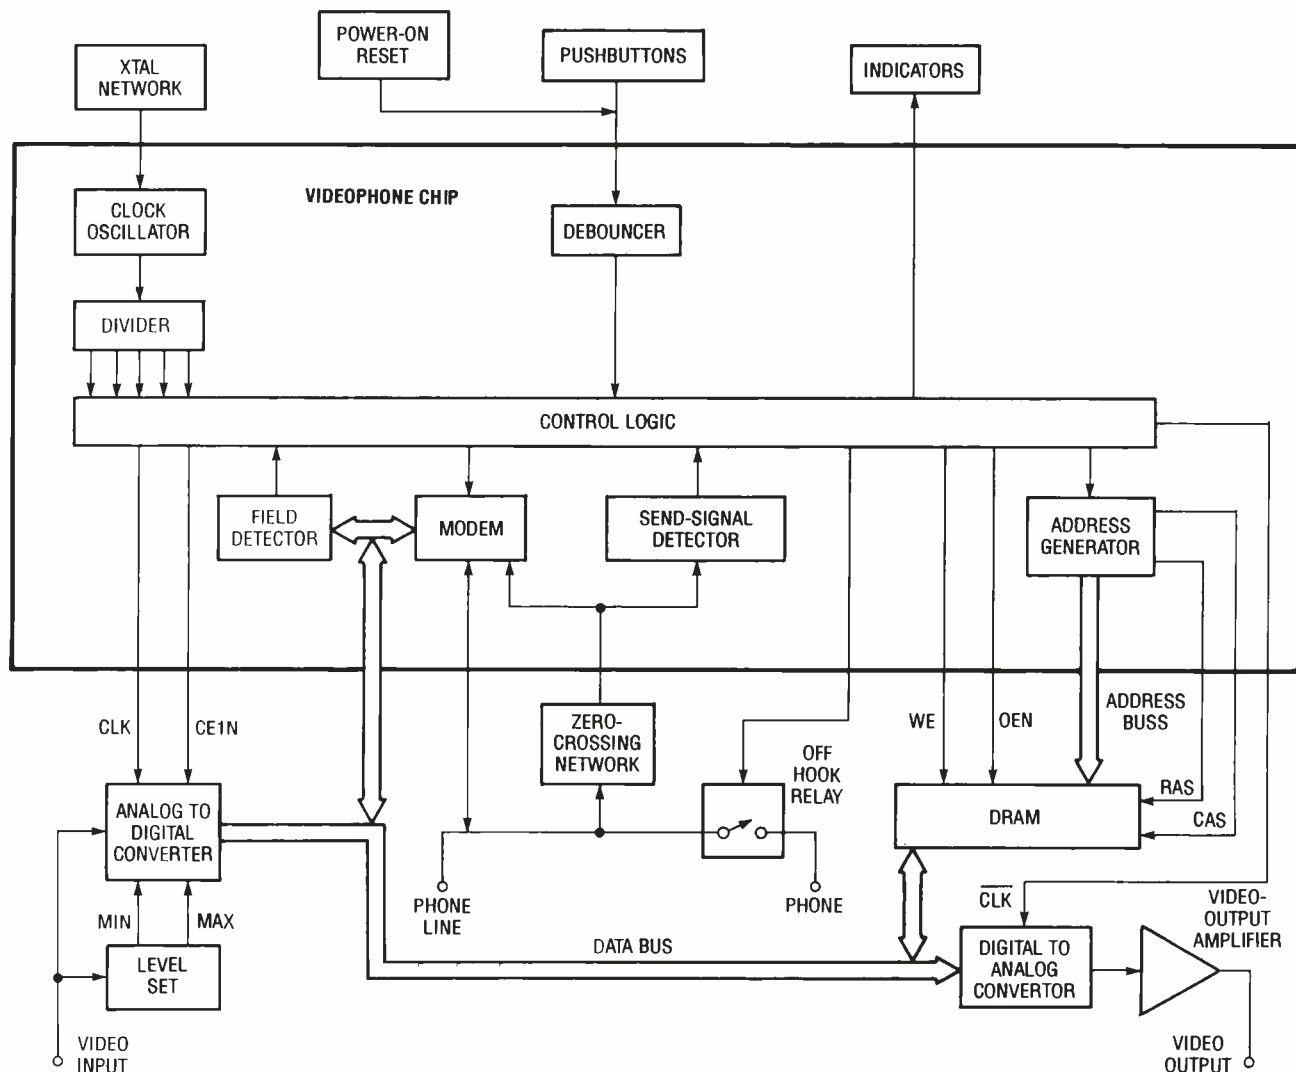 POWER-ON
RESET
PUSHBUTTONS
INDICATORS
XTAL
NETWORK
VIDEOPHONE CHIP
CLOCK
OSCILLATOR
DEBOUNCER
DIVIDER
CONTROL LOGIC
FIELD
DETECTOR
MODEM
SEND-SIGNAL
DETECTOR
ADDRESS
GENERATOR
CLK
CE1N
ZERO-
CROSSING
NETWORK
OFF
HOOK
RELAY
WE
OEN
ADDRESS
BUSS
RAS
CAS
ANALOG TO
DIGITAL
CONVERTER
DRAM
MIN
MAX
PHONE
LINE
PHONE
CLK
VIDEO-
OUTPUT
AMPLIFIER
LEVEL
SET
DATA BUS
DIGITAL TO
ANALOG
CONVERTOR
VIDEO
INPUT
VIDEO
OUTPUT